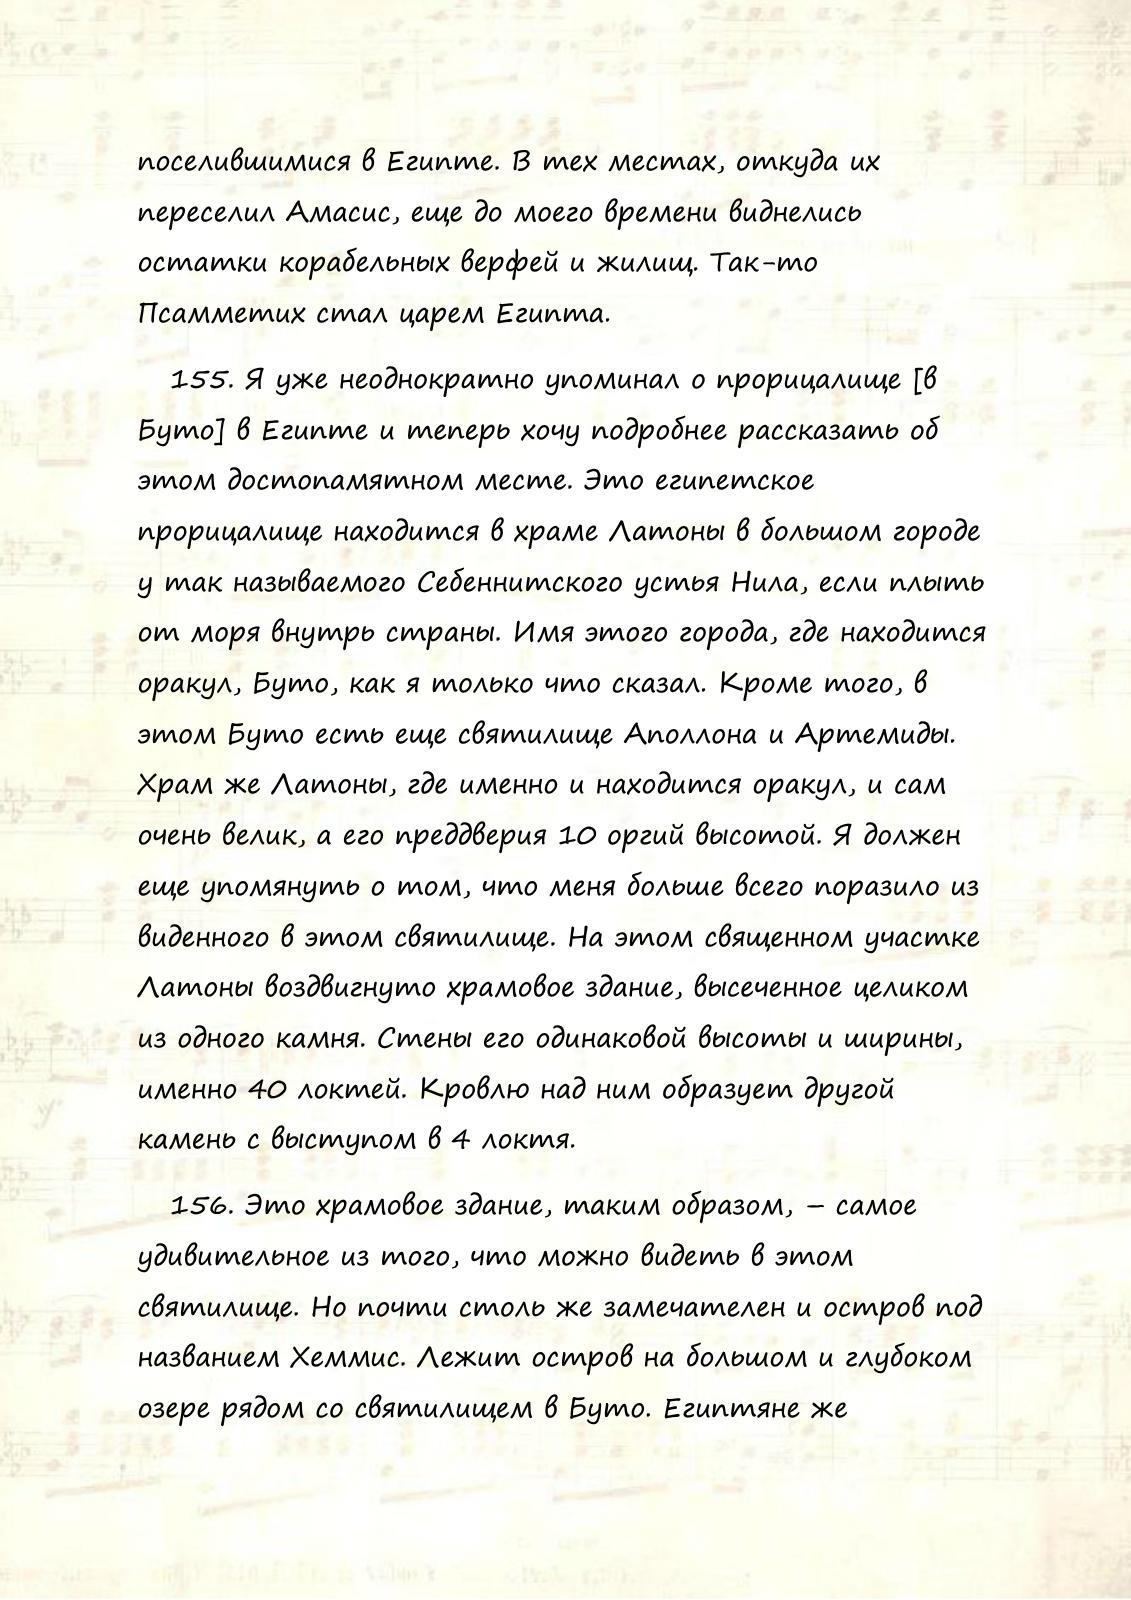 поселившимися в Египте. В тех местах, откуда их
переселил Амасис, еще до моего времени виднелись
остатки корабельных верфей и жилищ. Так-то
Псамметих стал царем Египта.
155. Я уже неоднократно упоминал о прорицалище [в
Буто] в Египте и теперь хочу подробнее рассказать об
этом достопамятном месте. Это египетское
прорицалище находится в храме Латоны в большом городе
у так называемого Себеннитского устья Нила, если плыть
от моря внутрь страны. Имя этого города, где находится
оракул, Буто, как я только что сказал. Кроме того, в
этом Буто есть еще святилище Аполлона и Артемиды.
Храм же Латоны, где именно и находится оракул, и сам
очень велик, а его преддверия 10 оргий высотой. Я должен
еще упомянуть о том, что меня больше всего поразило из
виденного в этом святилище. На этом священном участке
Латоны воздвигнуто храмовое здание, высеченное целиком
из одного камня. Стены его одинаковой высоты и ширины,
именно 40 локтей. Кровлю над ним образует другой
камень с выступом в 4 локтя.
156. Это храмовое здание, таким образом, – самое
удивительное из того, что можно видеть в этом
святилище. Но почти столь же замечателен и остров под
названием Хеммис. Лежит остров на большом и глубоком
озере рядом со святилищем в Буто. Египтяне же